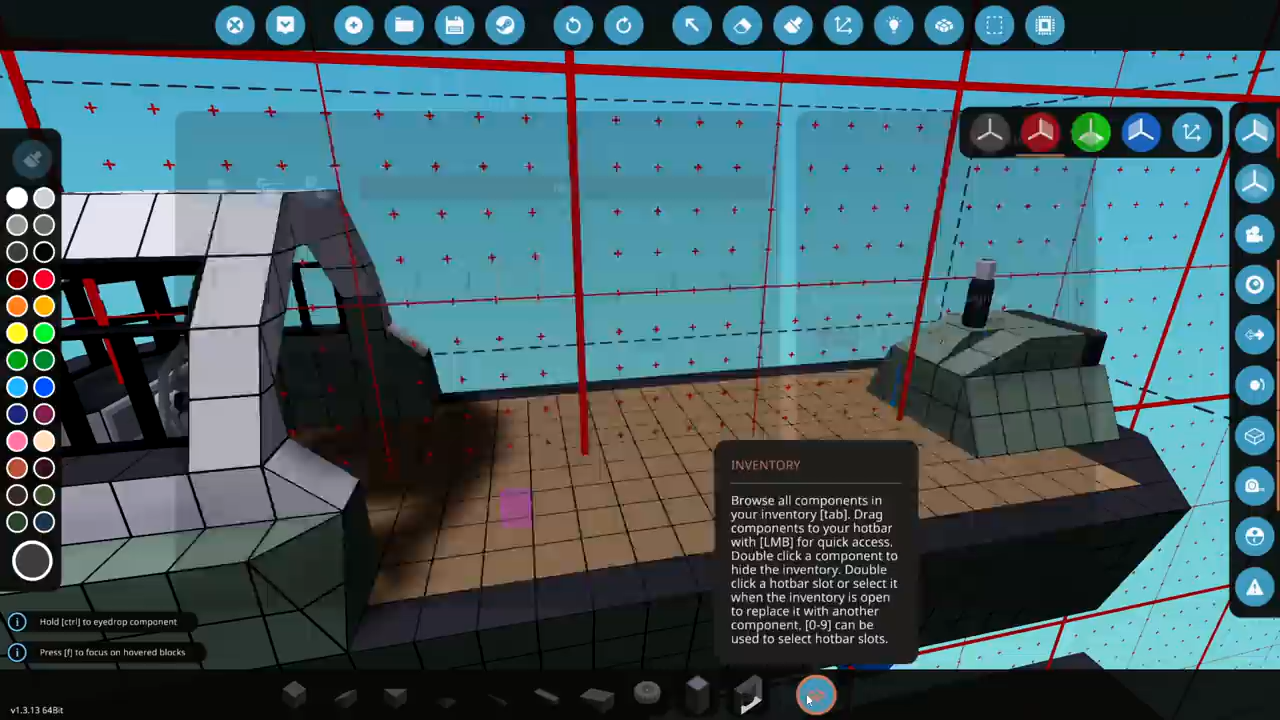 INVENTORY
Browse all components in
your inventory [tab]. Drag
components to your hotbar
with [LMB] for quick access.
Double click a component to
hide the inventory. Double
click a hotbar slot or select it
when the inventory is open
to replace it with another
component. [0-9] can be
used to select hotbar slots.
Hold [ctrl] to eyedrop component
Press [f] to focus on hovered blocks
v1.3.13 64Bit